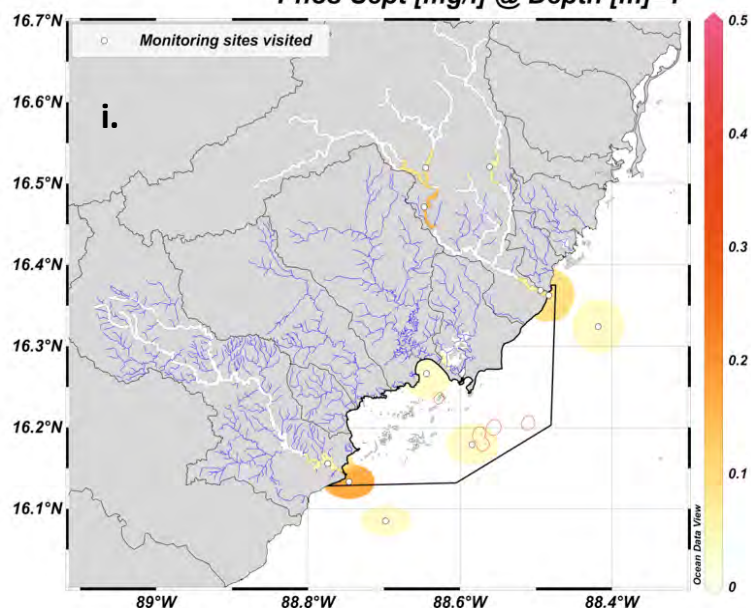 Phos Sept [mg/l] @ Depth [m]=1
Monitoring sites visited
i.
16.7°N
16.6°N
16.5°N
16.4°N
16.3°N
16.2°N
16.1°N
89°W
88.8°W
88.6°W
88.4°W
0.5
0.4
0.3
0.2
0.1
0
Ocean Data View